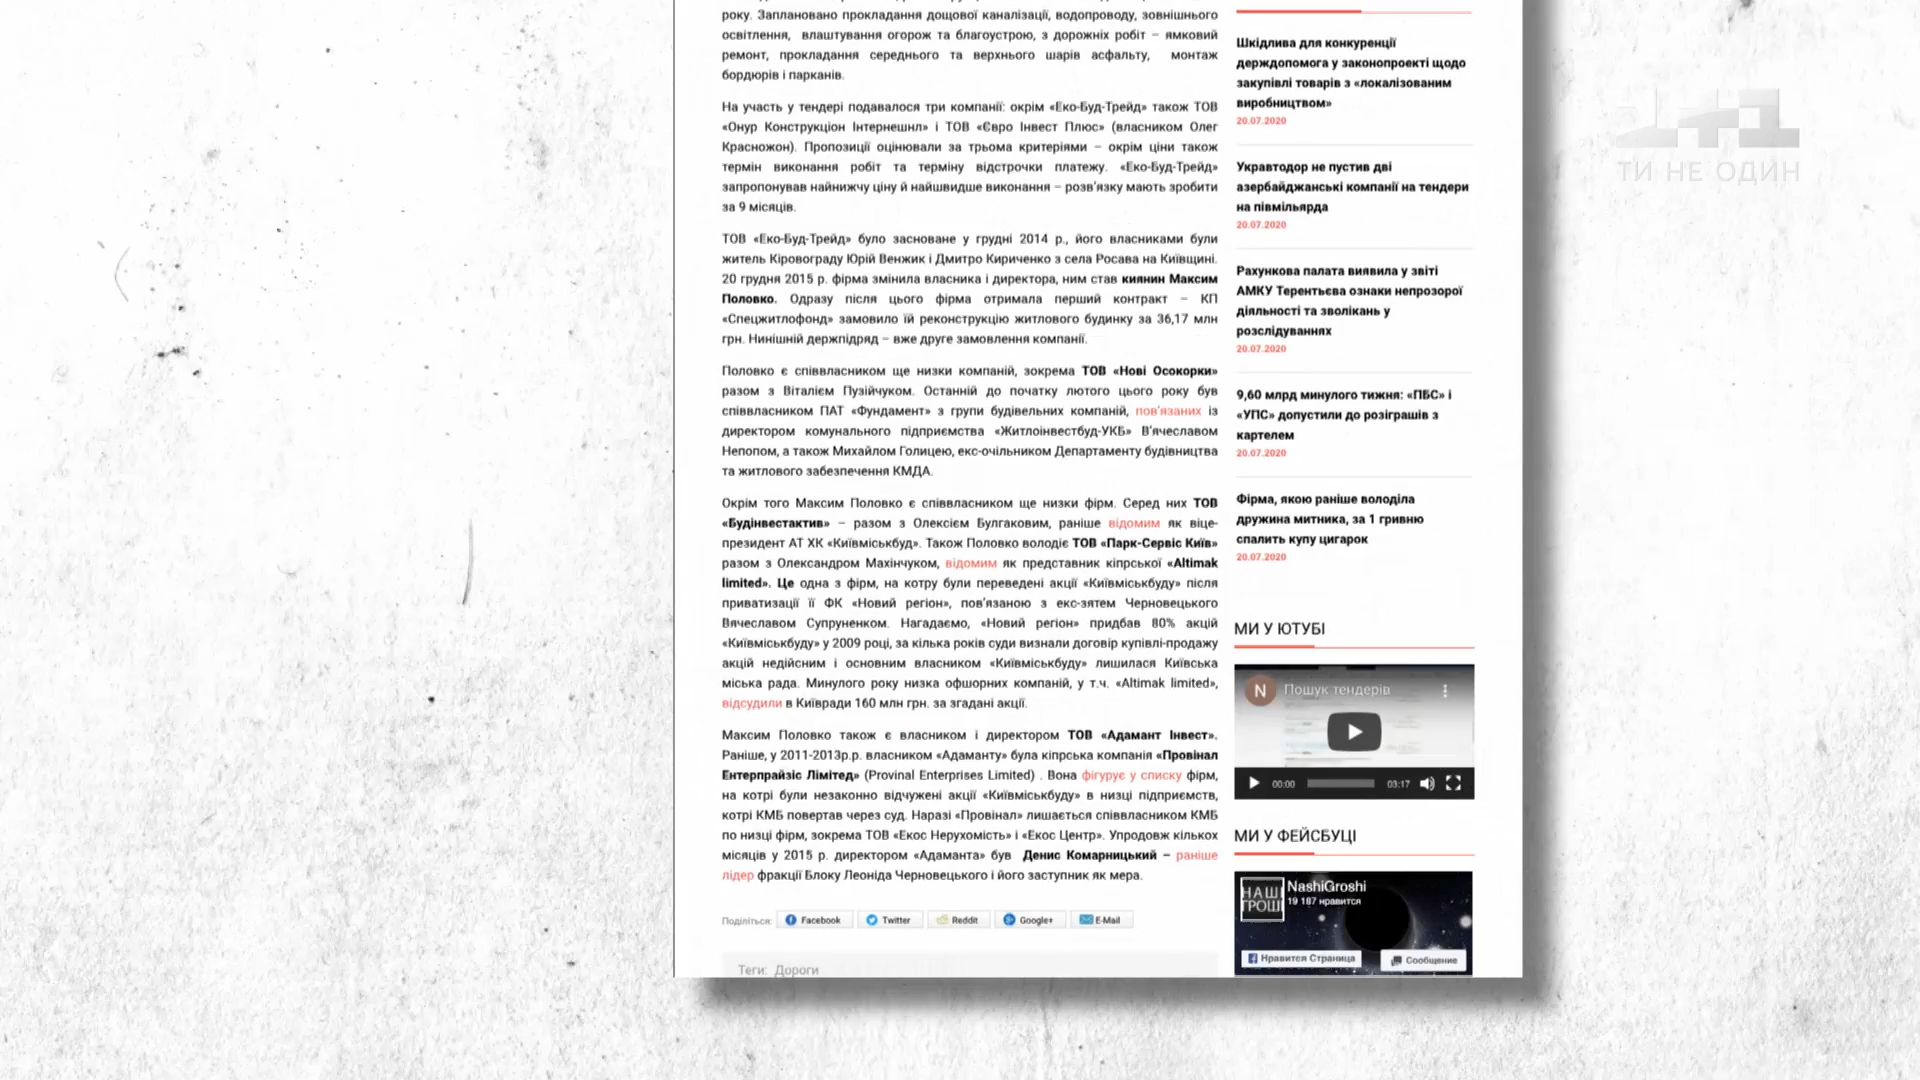 року. Заплановано прокладання дощової каналізації, водопроводу, зовнішнього
освітлення, влаштування огорож та благоустрою, з дорожніх робіт – ямковий
ремонт, прокладання середнього та верхнього шарів асфальту, монтаж
бордюрів і парканів.
На участь у тендері подавалося три компанії: окрім «Еко-Буд-Трейд» також ТОВ
«Онур Конструкціон Інтернешнл» і ТОВ «Євро Інвест Плюс» (власником Олег
Красножон). Пропозиції оцінювали за трьома критеріями – окрім ціни також
термін виконання робіт та терміну відстрочки платежу. «Еко-Буд-Трейд»
запропонував найнижчу ціну й найшвидше виконання – розв'язку мають зробити
за 9 місяців.
ТОВ «Еко-Буд-Трейд» було засноване у грудні 2014 р., його власниками були
житель Кіровограду Юрій Венжик і Дмитро Кириченко з села Росава на Київщині.
20 грудня 2015 р. фірма змінила власника і директора, ним став киянин Максим
Половко. Одразу після цього фірма отримала перший контракт – КП
«Спецжитлофонд» замовило їй реконструкцію житлового будинку за 36,17 млн
грн. Нинішній держпідряд – вже друге замовлення компанії.
Половко є співвласником ще низки компаній, зокрема ТОВ «Нові Осокорки»
разом з Віталієм Пузійчуком. Останній до початку лютого цього року був
співвласником ПАТ «Фундамент» з групи будівельних компаній, пов'язаних із
директором комунального підприємства «Житлоінвестбуд-УКБ» В'ячеславом
Непопом, а також Михайлом Голицею, екс-очільником Департаменту будівництва
та житлового забезпечення КМДА.
Окрім того Максим Половко є співвласником ще низки фірм. Серед них ТОВ
«Будінвестактив» – разом з Олексієм Булгаковим, раніше відомим як віце-
президент АТ ХК «Київміськбуд». Також Половко володіє ТОВ «Парк-Сервіс Київ»
разом з Олександром Махінчуком, відомим як представник кіпрської «Altimak
limited». Це одна з фірм, на котру були переведені акції «Київміськбуду» після
приватизації її ФК «Новий регіон», пов'язаною з екс-зятем Черновецького
Вячеславом Супруненком. Нагадаємо, «Новий регіон» придбав 80% акцій
«Київміськбуду» у 2009 році, за кілька років суди визнали договір купівлі-продажу
акцій недійсним і основним власником «Київміськбуду» лишилася Київська
міська рада. Минулого року низка офшорних компаній, у т.ч. «Altimak limited»,
відсудили в Київради 160 млн грн. за згадані акції.
Максим Половко також є власником і директором ТОВ «Адамант Інвест».
Раніше, у 2011-2013р.р. власником «Адаманту» була кіпрська компанія «Провінал
Ентерпрайзіс Лімітед» (Provinal Enterprises Limited) . Вона фігурує у списку фірм,
на котрі були незаконно відчужені акції «Київміськбуду» в низці підприємств,
котрі КМБ повертав через суд. Наразі «Провінал» лишається співвласником КМБ
по низці фірм, зокрема ТОВ «Екос Нерухомість» і «Екос Центр». Упродовж кількох
місяців у 2015 р. директором «Адаманта» був Денис Комарницький – раніше
лідер фракції Блоку Леоніда Черновецького і його заступник як мера.
Поділіться: Facebook Twitter Reddit Google+ E-Mail
Теги: Дороги
Шкідлива для конкуренції
держдопомога у законопроекті щодо
закупівлі товарів з «локалізованим
виробництвом»
20.07.2020
Укравтодор не пустив дві
азербайджанські компанії на тендери
на півмільярда
20.07.2020
Рахункова палата виявила у звіті
АМКУ Терентьєва ознаки непрозорої
діяльності та зволікань у
розслідуваннях
20.07.2020
9,60 млрд минулого тижня: «ПБС» і
«УПС» допустили до розіграшів з
картелем
20.07.2020
Фірма, якою раніше володіла
дружина митника, за 1 гривню
спалить купу цигарок
20.07.2020
МИ У ЮТУБІ
N Пошук тендерів
00:00 03:17
МИ У ФЕЙСБУЦІ
НАШІ
ГРОШІ
NashiGroshi
19 187 нравится
Нравится Страница
Сообщение
1+1
ТИ НЕ ОДИН